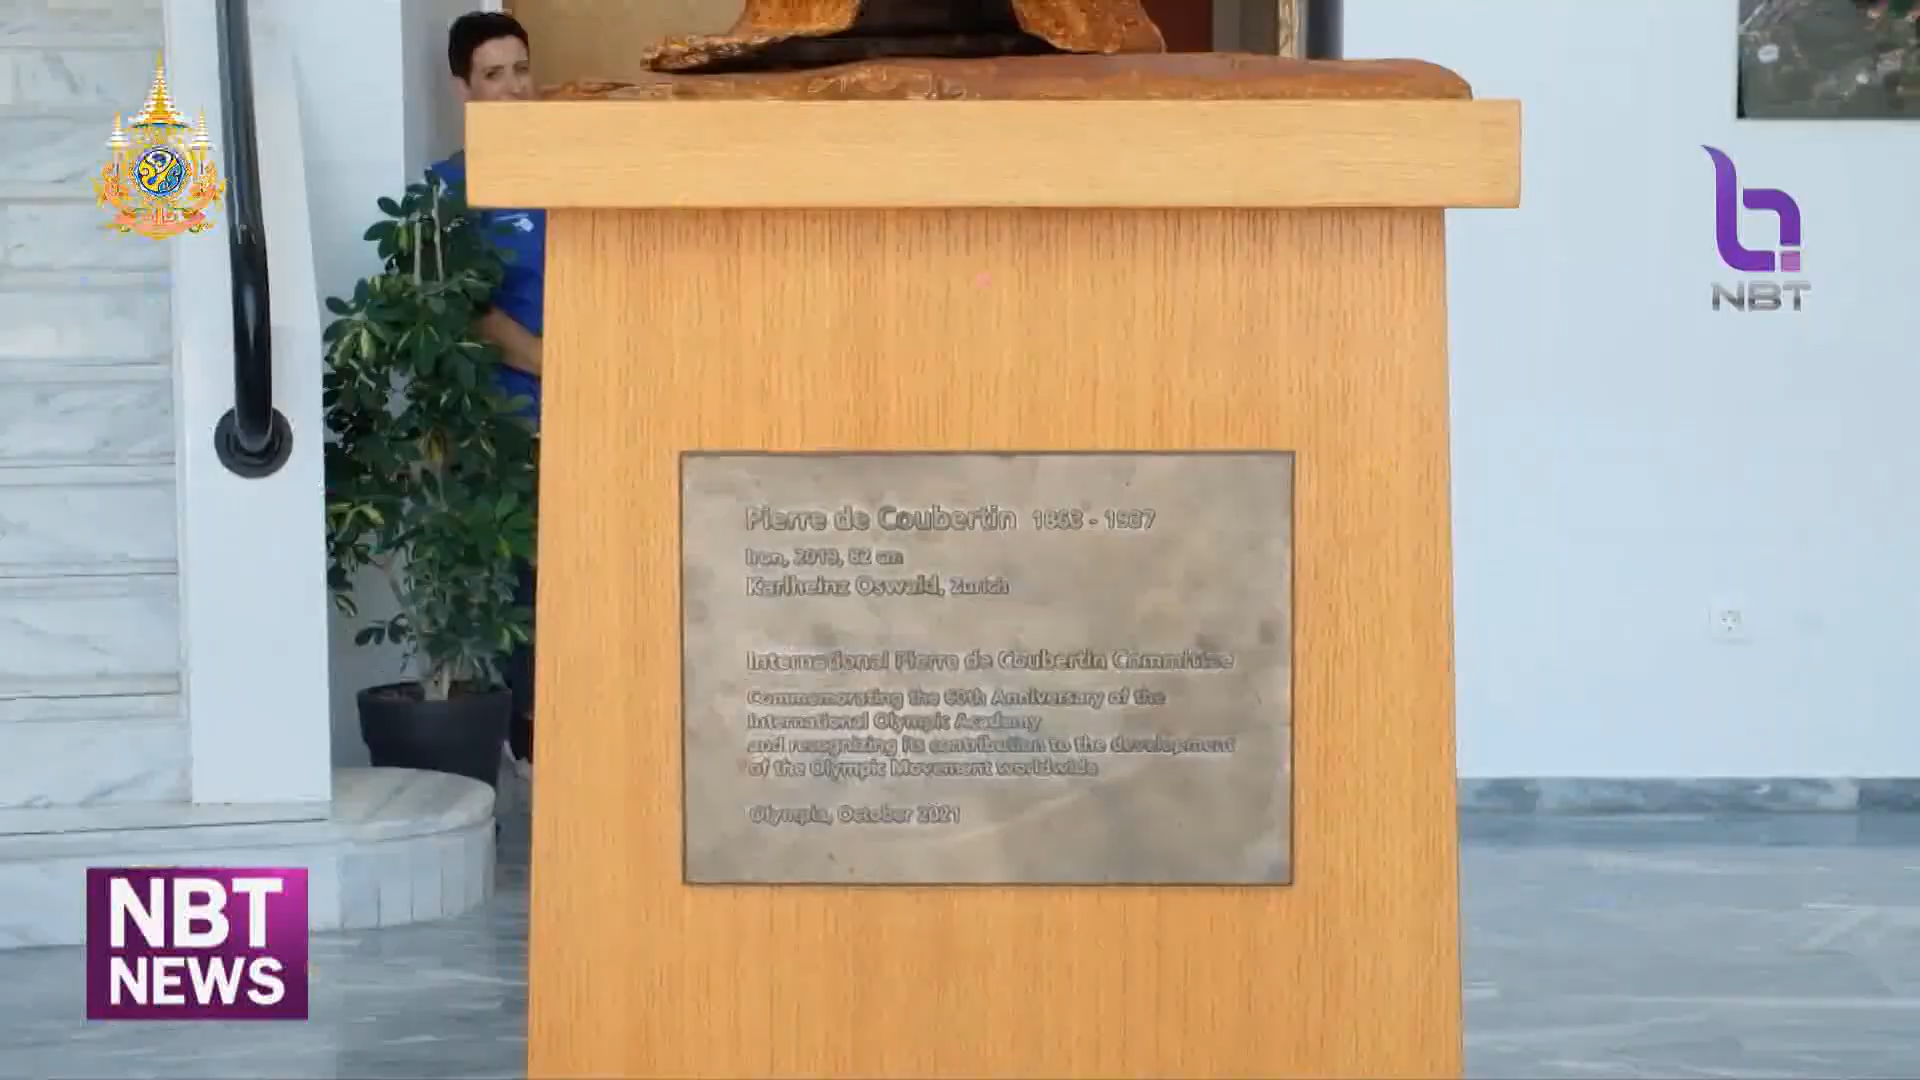 NBT
Pierre de Coubertin 1863 - 1937
Iron, 2019, 82 cm
Karlheinz Oswald, Zurich
International Pierre de Coubertin Committee
Commemorating the 60th Anniversary of the
International Olympic Academy
and recognizing its contribution to the development
of the Olympic Movement worldwide
Olympia, October 2021
NBT
NEWS